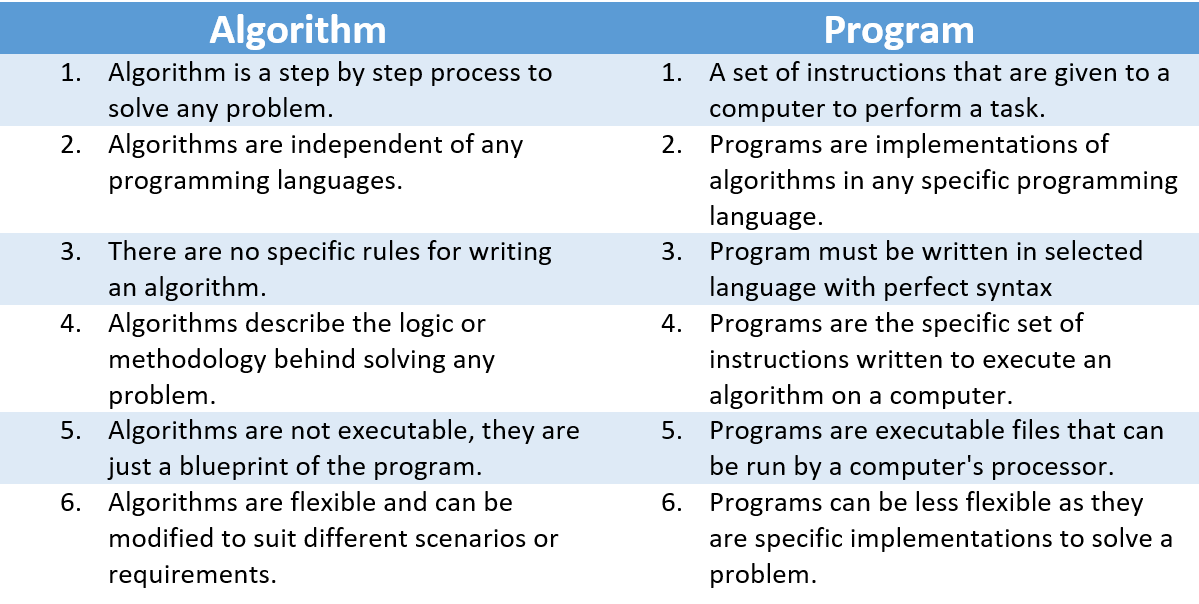 Algorithm
Program
1. Algorithm is a step by step process to
solve any problem.
1. A set of instructions that are given to a
computer to perform a task.
2. Algorithms are independent of any
programming languages.
2. Programs are implementations of
algorithms in any specific programming
language.
3. There are no specific rules for writing
an algorithm.
3. Program must be written in selected
language with perfect syntax
4. Algorithms describe the logic or
methodology behind solving any
problem.
4. Programs are the specific set of
instructions written to execute an
algorithm on a computer.
5. Algorithms are not executable, they are
just a blueprint of the program.
5. Programs are executable files that can
be run by a computer's processor.
6. Algorithms are flexible and can be
modified to suit different scenarios or
requirements.
6. Programs can be less flexible as they
are specific implementations to solve a
problem.